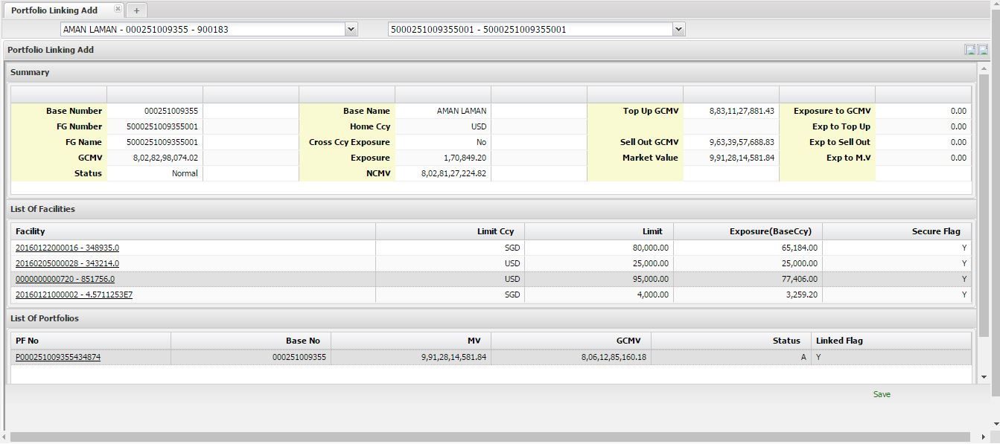 Portfolio Linking Add
+
AMAN LAMAN - 000251009355 - 900183 5000251009355001 - 5000251009355001
Portfolio Linking Add
Summary
Base Number 000251009355 Base Name AMAN LAMAN Top Up GCMV 8,83,11,27,881.43 Exposure to GCMV 0.00
FG Number 5000251009355001 Home Ccy USD Exp to Top Up 0.00
FG Name 5000251009355001 Cross Ccy Exposure No Sell Out GCMV 9,63,39,57,688.83 Exp to Sell Out 0.00
GCMV 8,02,82,98,074.02 Exposure 1,70,849.20 Market Value 9,91,28,14,581.84 Exp to M.V 0.00
Status Normal NCMV 8,02,81,27,224.82
List Of Facilities
Facility Limit Ccy Limit Exposure(BaseCcy) Secure Flag
20160122000016 - 348935.0 SGD 80,000.00 65,184.00 Y
20160205000028 - 343214.0 USD 25,000.00 25,000.00 Y
0000000000720 - 851756.0 USD 95,000.00 77,406.00 Y
20160121000002 - 4.5711253E7 SGD 4,000.00 3,259.20 Y
List Of Portfolios
PF No Base No MV GCMV Status Linked Flag
P000251009355434874 000251009355 9,91,28,14,581.84 8,06,12,85,160.18 A Y
Save